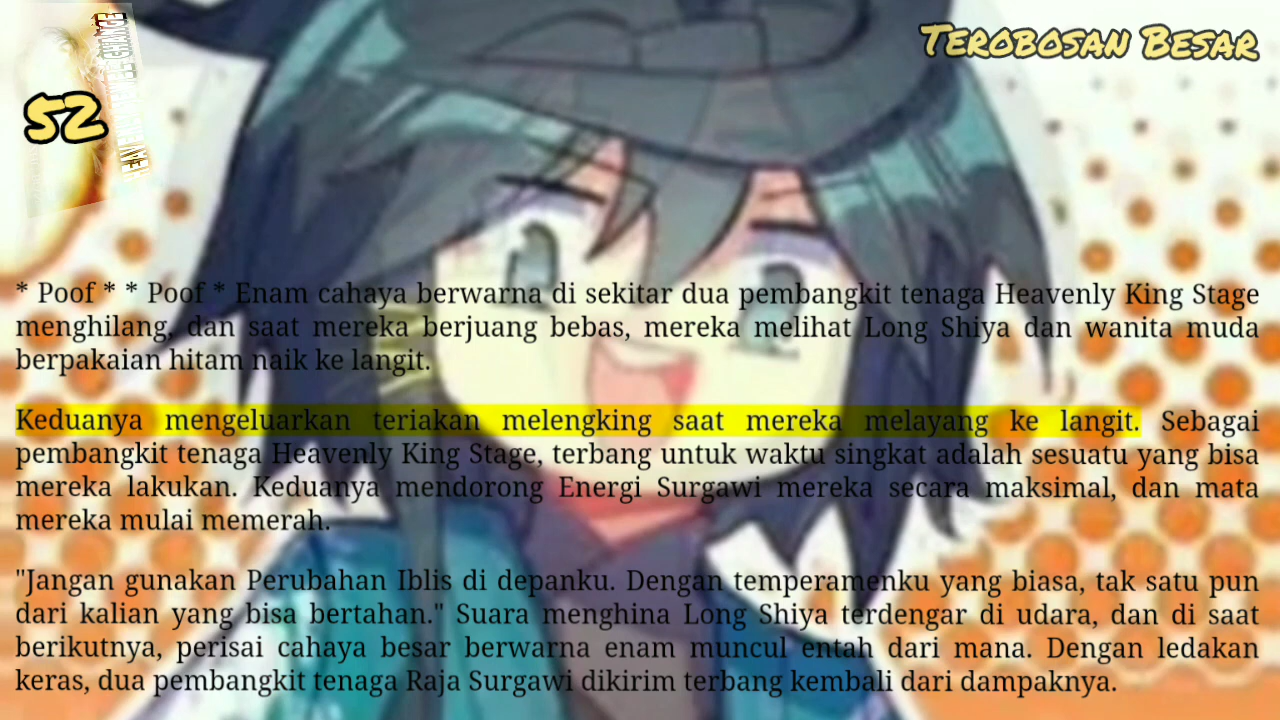 Terobosan Besar
52
* Poof * * Poof * Enam cahaya berwarna di sekitar dua pembangkit tenaga Heavenly King Stage
menghilang, dan saat mereka berjuang bebas, mereka melihat Long Shiya dan wanita muda
berpakaian hitam naik ke langit.
Keduanya mengeluarkan teriakan melengking saat mereka melayang ke langit. Sebagai
pembangkit tenaga Heavenly King Stage, terbang untuk waktu singkat adalah sesuatu yang bisa
mereka lakukan. Keduanya mendorong Energi Surgawi mereka secara maksimal, dan mata
mereka mulai memerah.
"Jangan gunakan Perubahan Iblis di depanku. Dengan temperamenku yang biasa, tak satu pun
dari kalian yang bisa bertahan." Suara menghina Long Shiya terdengar di udara, dan di saat
berikutnya, perisai cahaya besar berwarna enam muncul entah dari mana. Dengan ledakan
keras, dua pembangkit tenaga Raja Surgawi dikirim terbang kembali dari dampaknya.